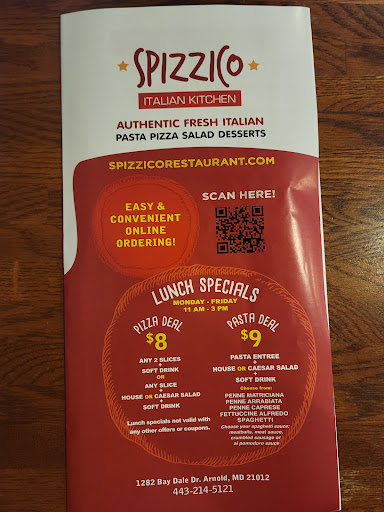 SPIZZICO
ITALIAN KITCHEN
AUTHENTIC FRESH ITALIAN
PASTA PIZZA SALAD DESSERTS
SPIZZICORESTAURANT.COM
EASY &
CONVENIENT
ONLINE
ORDERING!
SCAN HERE!
LUNCH SPECIALS
MONDAY - FRIDAY
11 AM - 3 PM
PIZZA DEAL
$8
ANY 2 SLICES
+
SOFT DRINK
OR
ANY SLICE
+
HOUSE OR CAESAR SALAD
+
SOFT DRINK
Lunch specials not valid with
any other offers or coupons.
PASTA DEAL
$9
PASTA ENTREE
+
HOUSE OR CAESAR SALAD
+
SOFT DRINK
Choose from:
PENNE MATRICIANA
PENNE ARRABIATA
PENNE CAPRESE
FETTUCCINE ALFREDO
SPAGHETTI
Choose your spaghetti sauce:
meatballs, meat sauce,
crumbled sausage or
al pomodoro sauce
1282 Bay Dale Dr. Arnold, MD 21012
443-214-5121